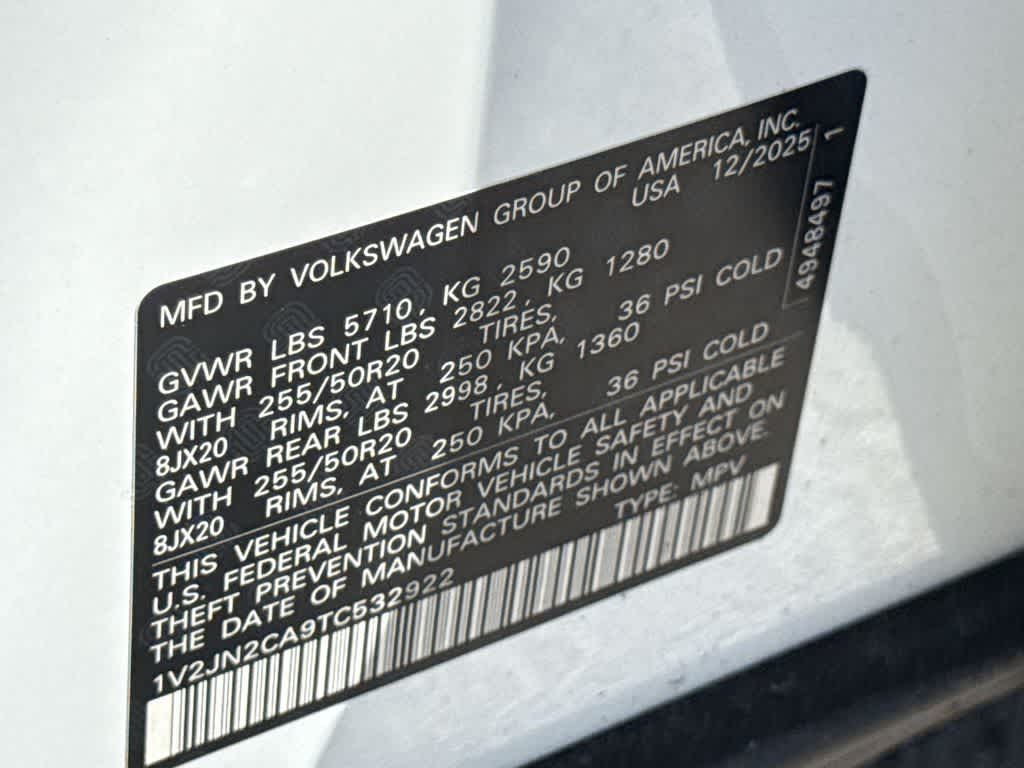 MFD BY VOLKSWAGEN GROUP OF AMERICA, INC.
USA 12/2025
GVWR LBS 5710, KG 2590
GAWR FRONT LBS 2822, KG 1280
WITH 255/50R20 TIRES,
8JX20 RIMS, AT 250 KPA, 36 PSI COLD
GAWR REAR LBS 2998, KG 1360
WITH 255/50R20 TIRES,
8JX20 RIMS, AT 250 KPA, 36 PSI COLD
THIS VEHICLE CONFORMS TO ALL APPLICABLE
U.S. FEDERAL MOTOR VEHICLE SAFETY AND
THEFT PREVENTION STANDARDS IN EFFECT ON
THE DATE OF MANUFACTURE SHOWN ABOVE.
1V2JN2CA9TC532922 TYPE: MPV
4948497 1